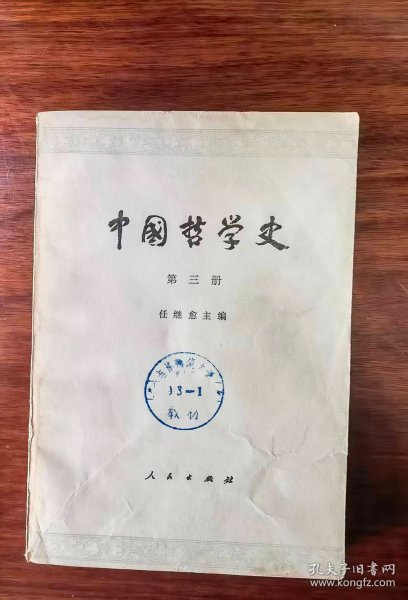 中國哲学史
第三册
任继愈主编
13-1
教材
人民出版社
孔夫子旧书网
https://www.kongfz.com